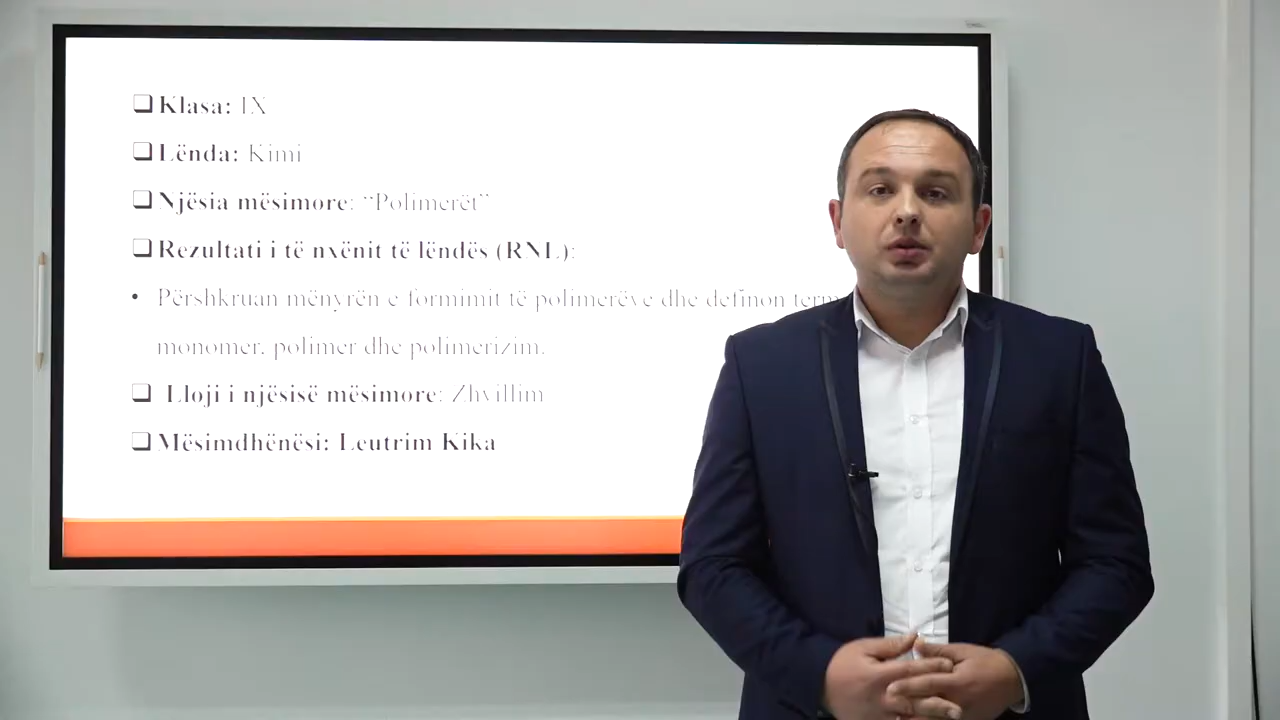 ❑ Klasa: IX
❑ Lënda: Kimi
❑ Njësia mësimore: “Polimerët”
❑ Rezultati i të nxënit të lëndës (RNL):
• Përshkruan mënyrën e formimit të polimerëve dhe definon
monomer, polimer dhe polimerizim.
❑ Lloji i njësisë mësimore: Zhvillim
❑ Mësimdhënësi: Leutrim Kika